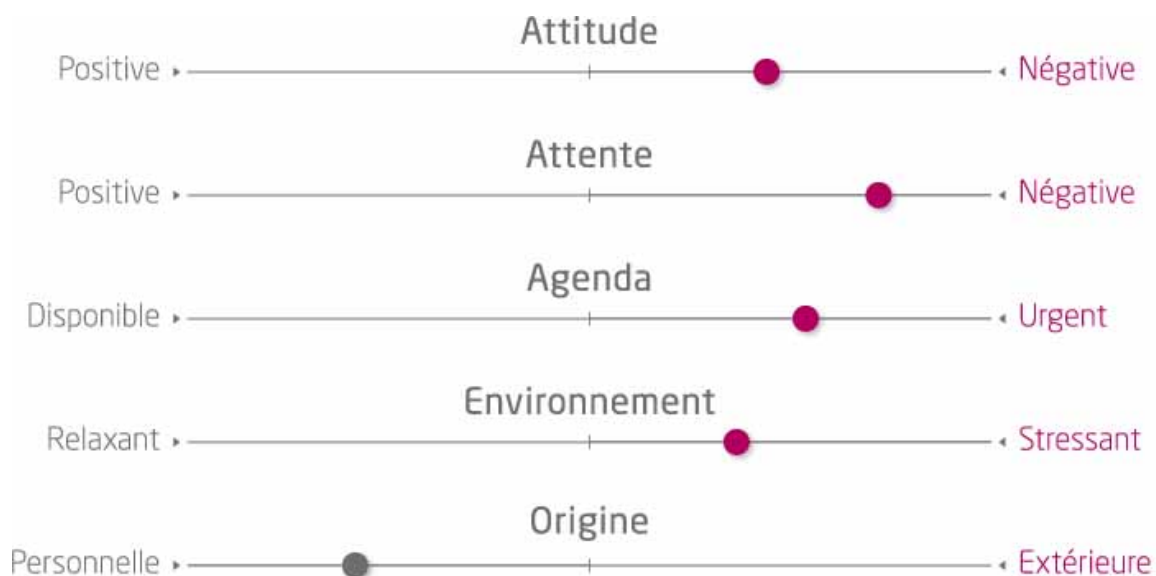 Attitude
Positive Négative
Attente
Positive Négative
Agenda
Disponible Urgent
Environnement
Relaxant Stressant
Origine
Personnelle Extérieure